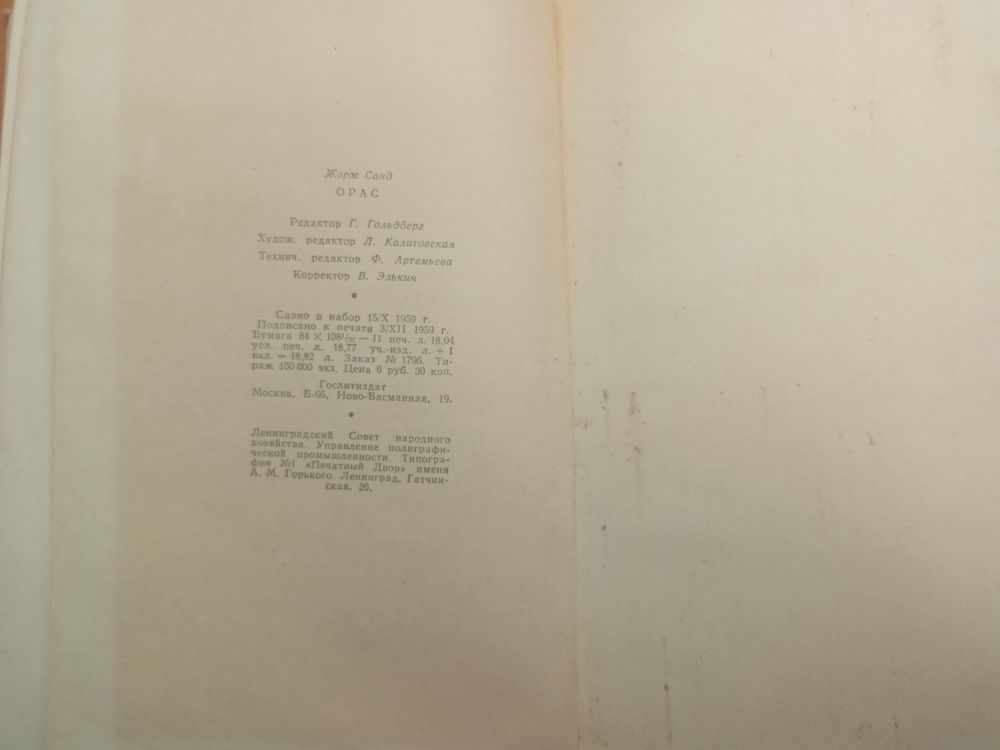 Жорж Санд
ОРАС
Редактор Г. Гольдберг
Худож. редактор Л. Калитовская
Технич. редактор Ф. Артемьева
Корректор В. Элькин
Сдано в набор 15/X 1959 г.
Подписано к печати 3/XII 1959 г.
Бумага 84 × 108¹/₃₂ — 11 печ. л. 18,04
усл. печ. л. 18,77 уч.-изд. л. + 1
вкл. = 18,82 л. Заказ № 1796. Ти-
раж 150 000 экз. Цена 6 руб. 30 коп.
Гослитиздат
Москва, Б-66, Ново-Басманная, 19.
Ленинградский Совет народного
хозяйства. Управление полиграфи-
ческой промышленности. Типогра-
фия №1 «Печатный Двор» имени
А. М. Горького. Ленинград, Гатчин-
ская, 26.